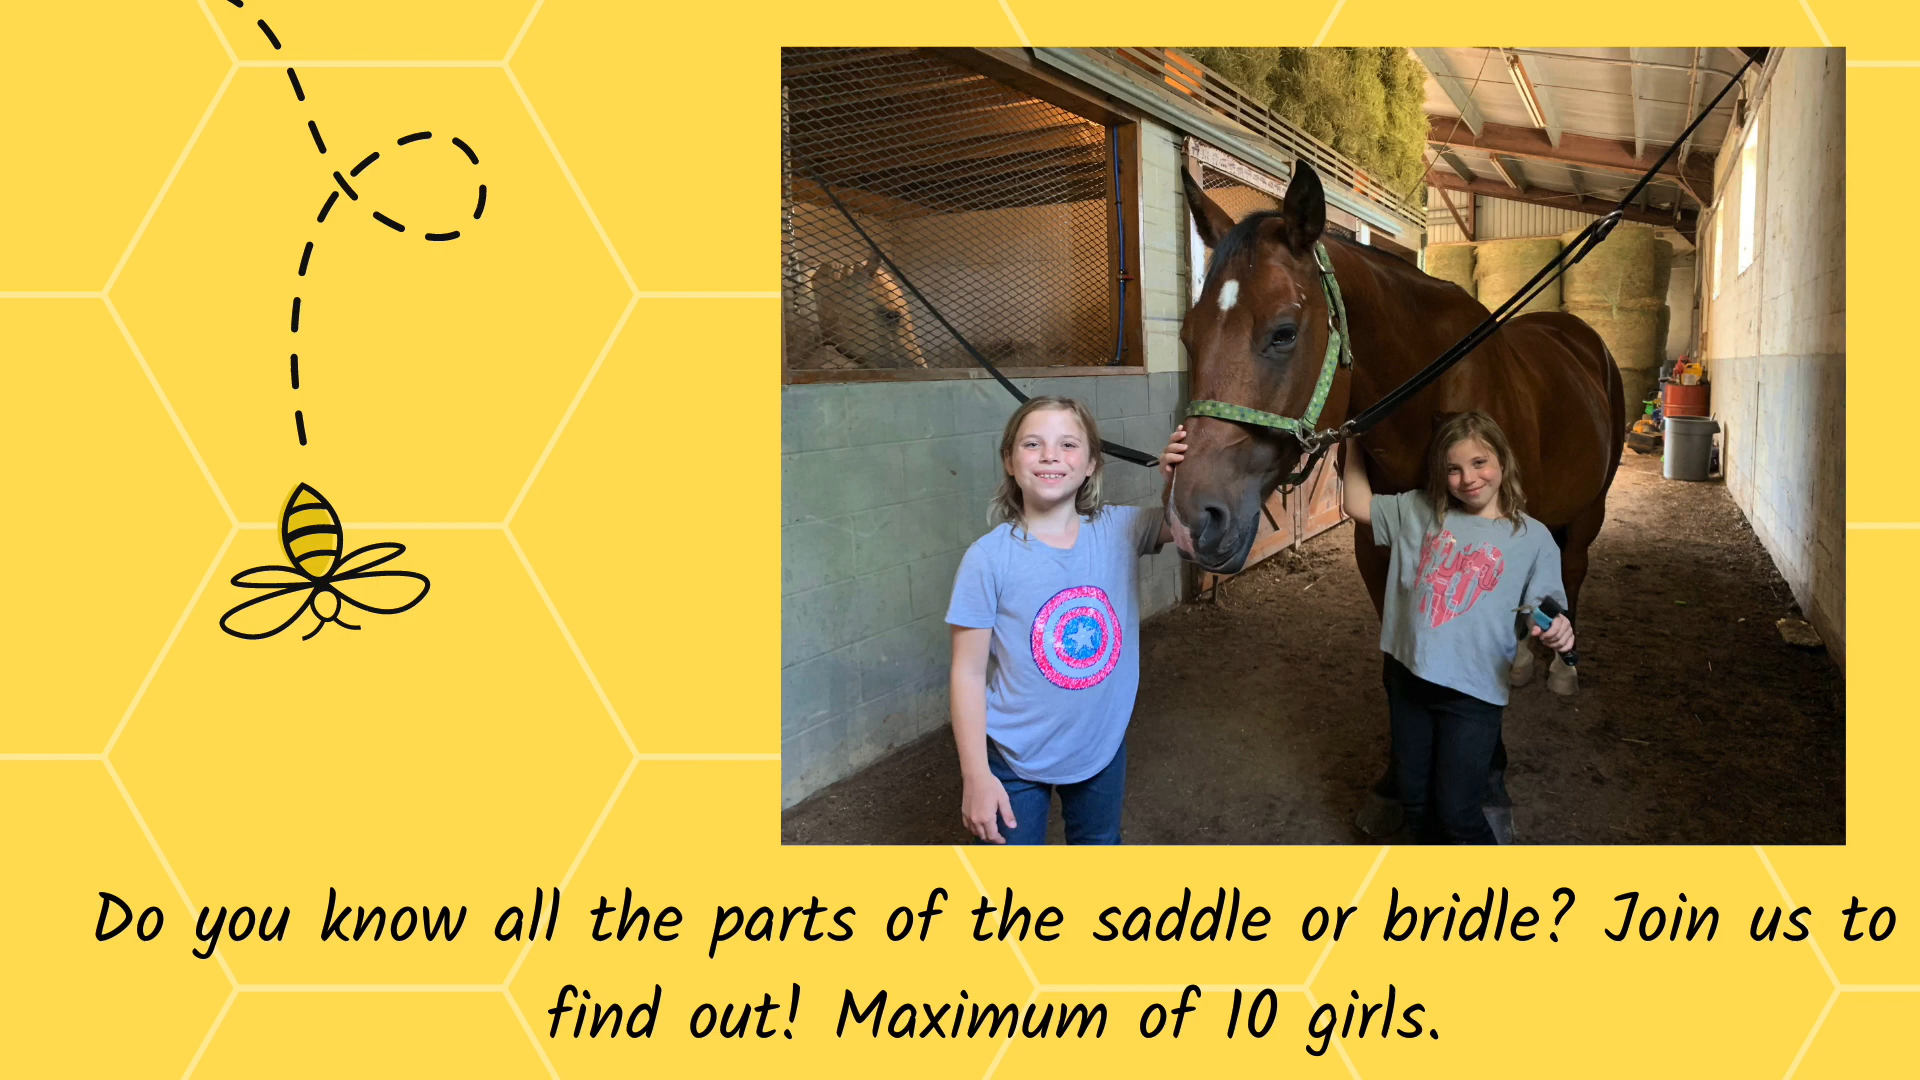 Do you know all the parts of the saddle or bridle? Join us to
find out! Maximum of 10 girls.